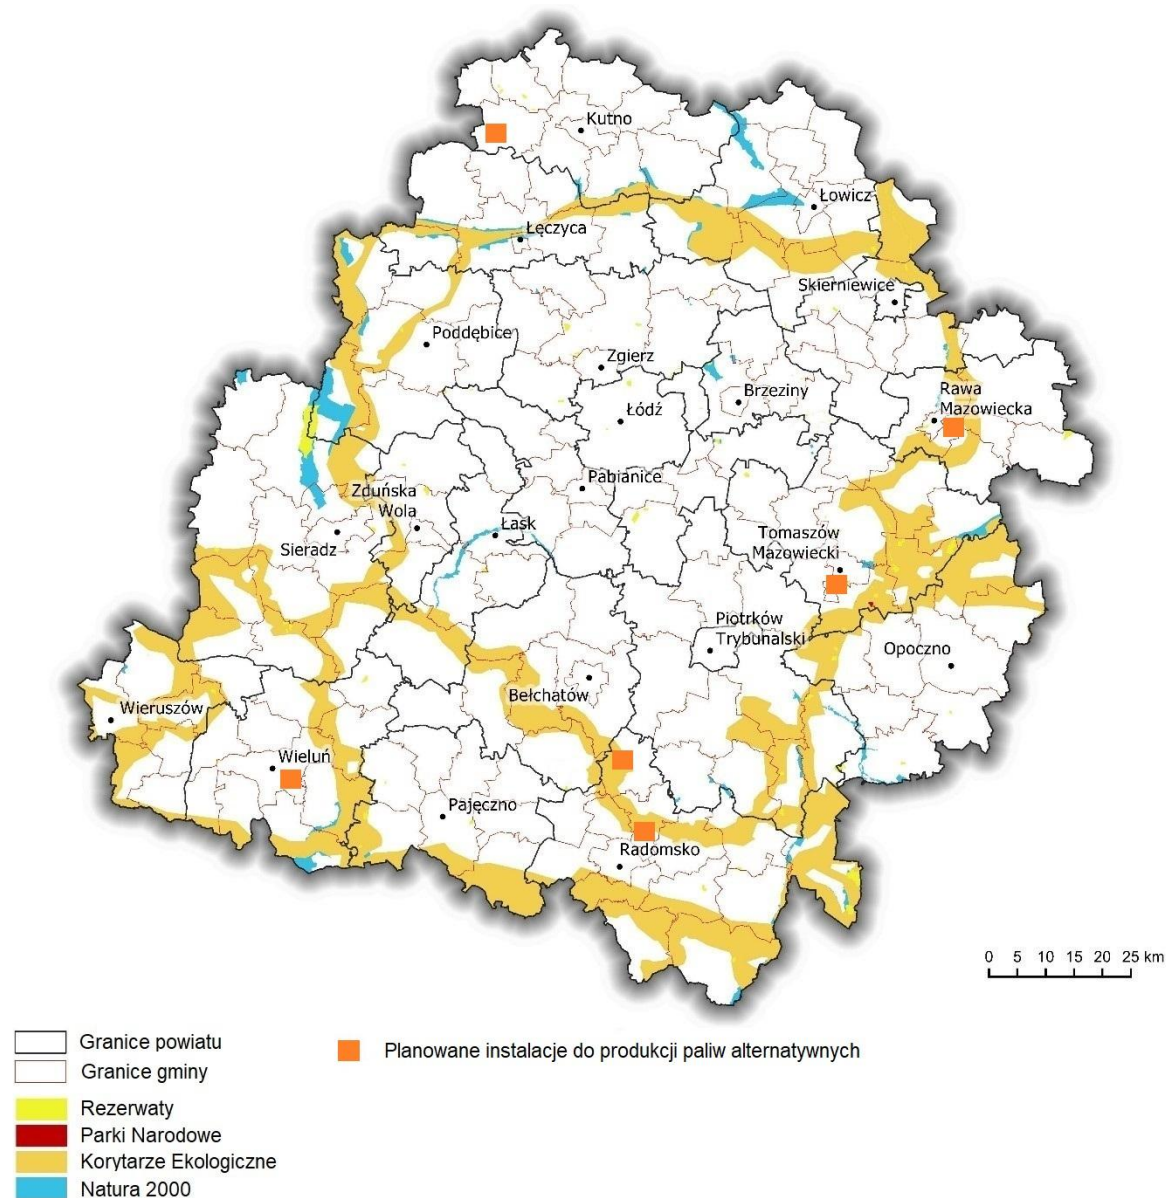 Kutno
Łowicz
Łęczyca
Skierniewice
Poddębice
Zgierz
Rawa
Mazowiecka
Brzeziny
Łódź
Pabianice
Zduńska
Wola
Łask
Sieradz
Tomaszów
Mazowiecki
Piotrków
Trybunalski
Opoczno
Bełchatów
Wieruszów
Wieluń
Pajęczno
Radomsko
0 5 10 15 20 25 km
Granice powiatu
Planowane instalacje do produkcji paliw alternatywnych
Granice gminy
Rezerwaty
Parki Narodowe
Korytarze Ekologiczne
Natura 2000